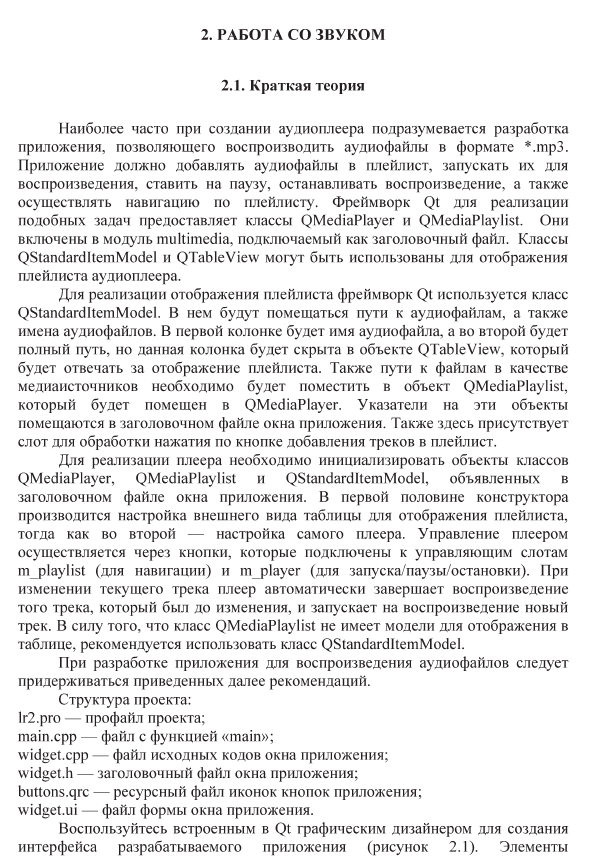 2. РАБОТА СО ЗВУКОМ
2.1. Краткая теория
Наиболее часто при создании аудиоплеера подразумевается разработка
приложения, позволяющего воспроизводить аудиофайлы в формате *.mp3.
Приложение должно добавлять аудиофайлы в плейлист, запускать их для
воспроизведения, ставить на паузу, останавливать воспроизведение, а также
осуществлять навигацию по плейлисту. Фреймворк Qt для реализации
подобных задач предоставляет классы QMediaPlayer и QMediaPlaylist. Они
включены в модуль multimedia, подключаемый как заголовочный файл. Классы
QStandardItemModel и QTableView могут быть использованы для отображения
плейлиста аудиоплеера.
Для реализации отображения плейлиста фреймворк Qt используется класс
QStandardItemModel. В нем будут помещаться пути к аудиофайлам, а также
имена аудиофайлов. В первой колонке будет имя аудиофайла, а во второй будет
полный путь, но данная колонка будет скрыта в объекте QTableView, который
будет отвечать за отображение плейлиста. Также пути к файлам в качестве
медиаисточников необходимо будет поместить в объект QMediaPlaylist,
который будет помещен в QMediaPlayer. Указатели на эти объекты
помещаются в заголовочном файле окна приложения. Также здесь присутствует
слот для обработки нажатия по кнопке добавления треков в плейлист.
Для реализации плеера необходимо инициализировать объекты классов
QMediaPlayer, QMediaPlaylist и QStandardItemModel, объявленных в
заголовочном файле окна приложения. В первой половине конструктора
производится настройка внешнего вида таблицы для отображения плейлиста,
тогда как во второй — настройка самого плеера. Управление плеером
осуществляется через кнопки, которые подключены к управляющим слотам
m_playlist (для навигации) и m_player (для запуска/паузы/остановки). При
изменении текущего трека плеер автоматически завершает воспроизведение
того трека, который был до изменения, и запускает на воспроизведение новый
трек. В силу того, что класс QMediaPlaylist не имеет модели для отображения в
таблице, рекомендуется использовать класс QStandardItemModel.
При разработке приложения для воспроизведения аудиофайлов следует
придерживаться приведенных далее рекомендаций.
Структура проекта:
lr2.pro — профайл проекта;
main.cpp — файл с функцией «main»;
widget.cpp — файл исходных кодов окна приложения;
widget.h — заголовочный файл окна приложения;
buttons.qrc — ресурсный файл иконок кнопок приложения;
widget.ui — файл формы окна приложения.
Воспользуйтесь встроенным в Qt графическим дизайнером для создания
интерфейса разрабатываемого приложения (рисунок 2.1). Элементы